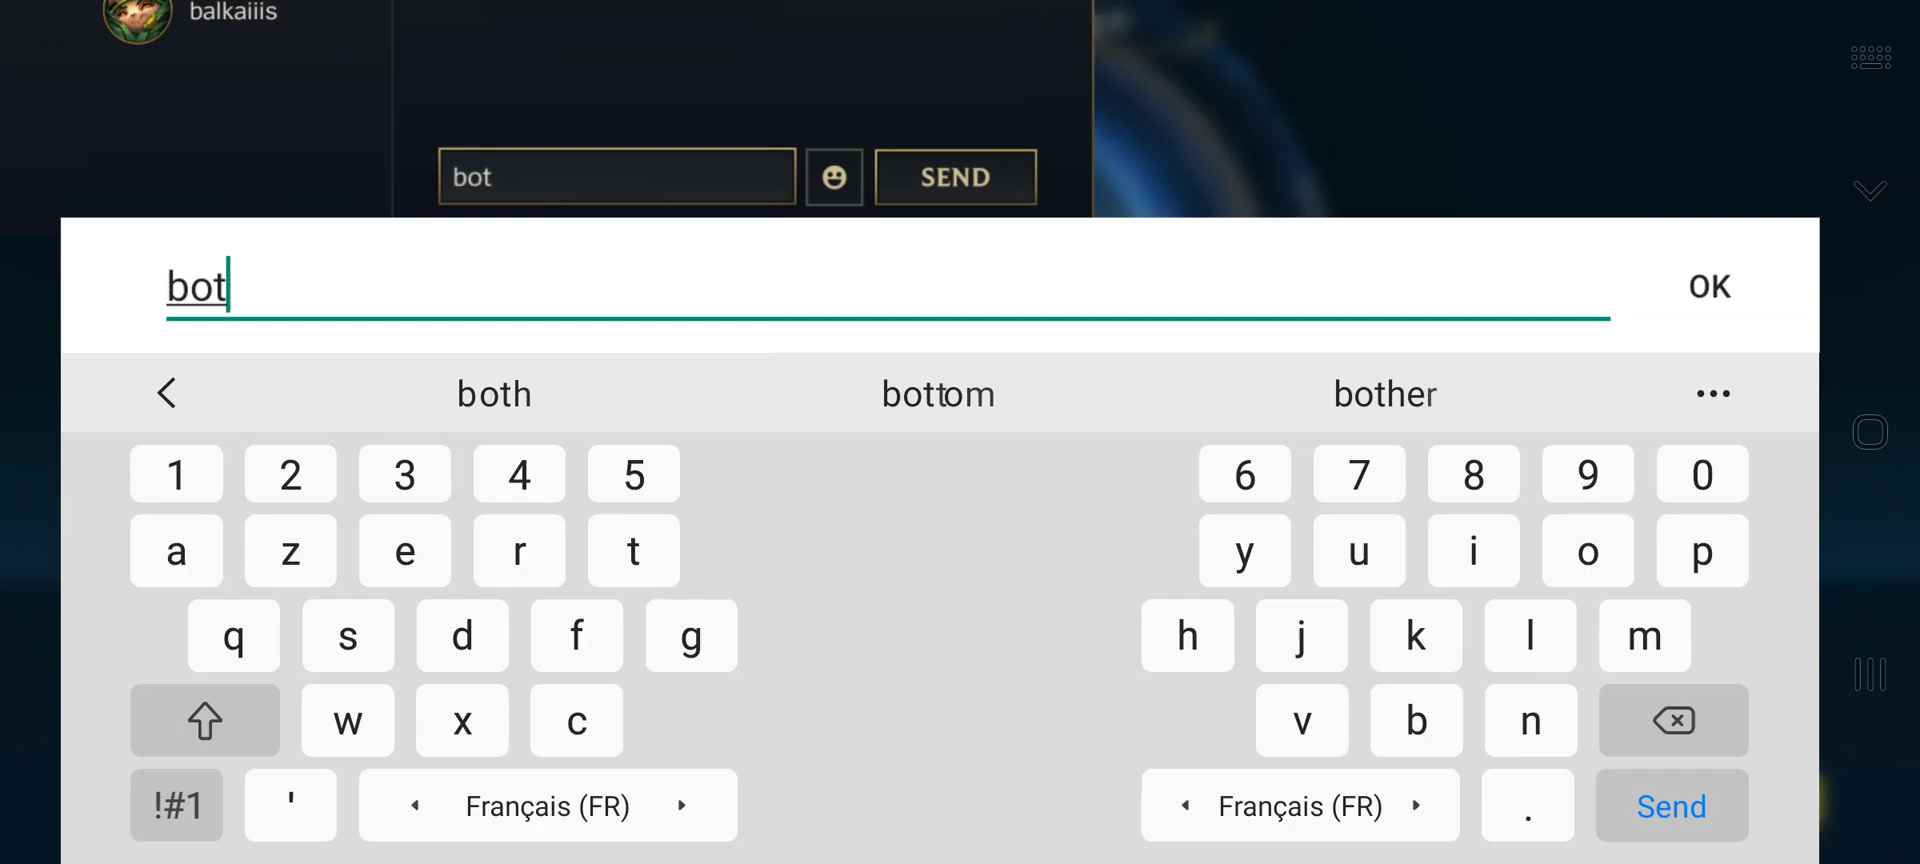 balkaiiis
bot
SEND
bot
OK
both
bottom
bother
1 2 3 4 5 6 7 8 9 0
a z e r t y u i o p
q s d f g h j k l m
w x c v b n
!#1 ' Français (FR) Français (FR) . Send